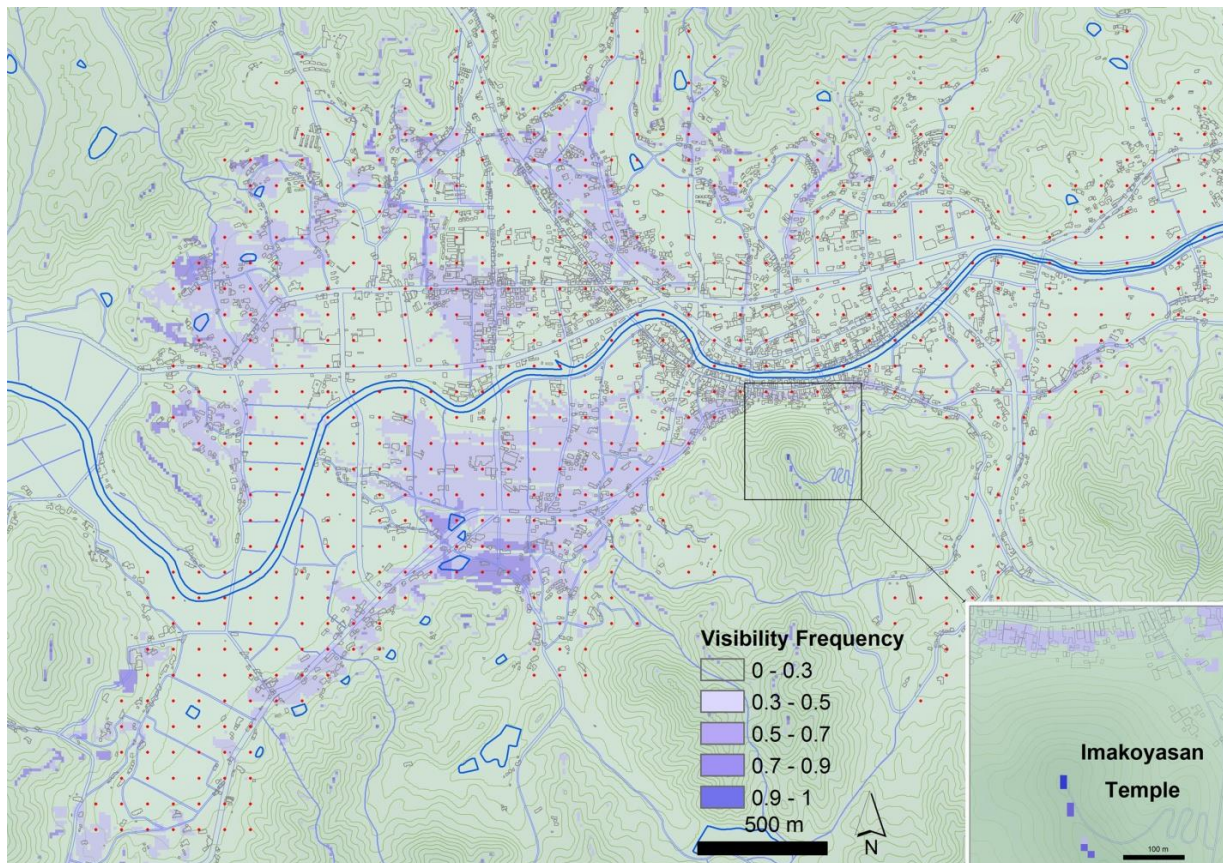 Visibility Frequency
0 - 0.3
0.3 - 0.5
0.5 - 0.7
0.7 - 0.9
0.9 - 1
500 m
N
Imakoyasan
Temple
100 m